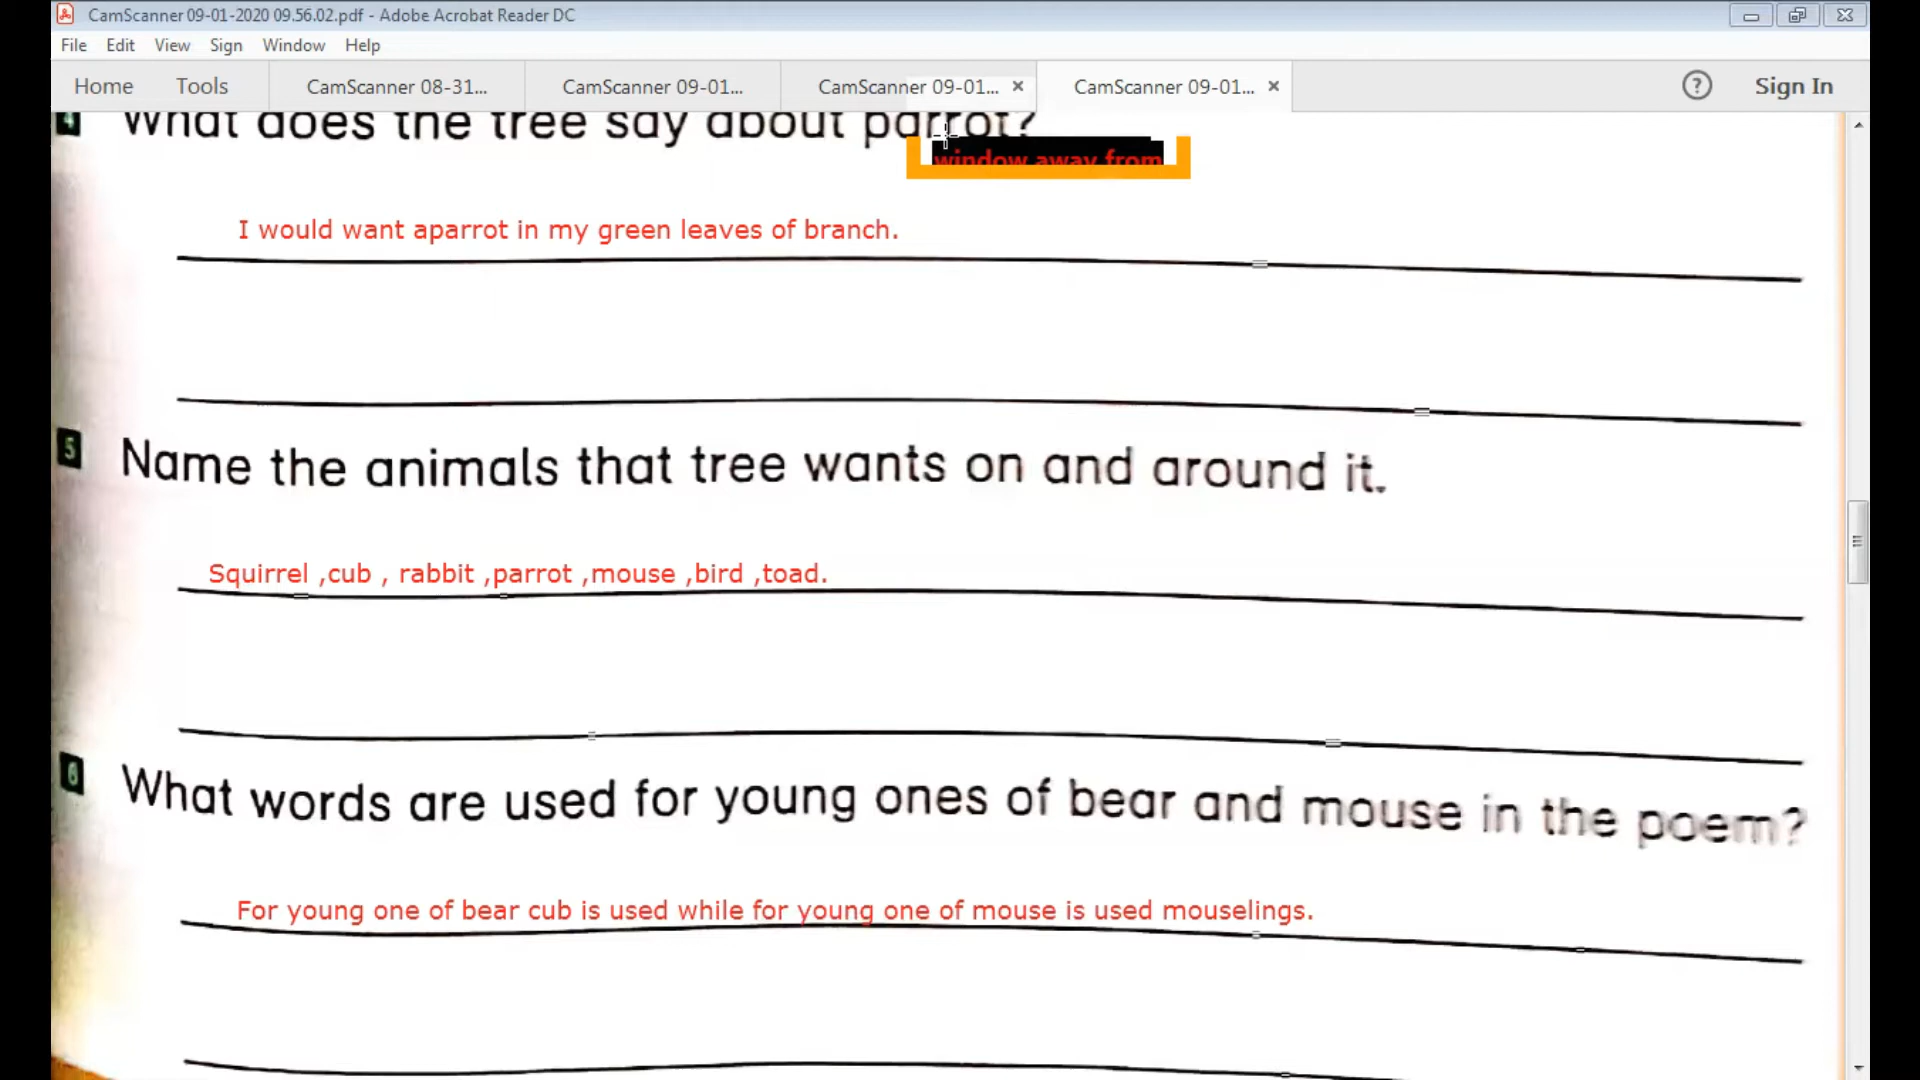 CamScanner 09-01-2020 09.56.02.pdf - Adobe Acrobat Reader DC
File Edit View Sign Window Help
Home Tools CamScanner 08-31... CamScanner 09-01... CamScanner 09-01... CamScanner 09-01... Sign In
4 What does the tree say about parrot?
window away from
I would want aparrot in my green leaves of branch.
5 Name the animals that tree wants on and around it.
Squirrel ,cub , rabbit ,parrot ,mouse ,bird ,toad.
6 What words are used for young ones of bear and mouse in the poem?
For young one of bear cub is used while for young one of mouse is used mouselings.